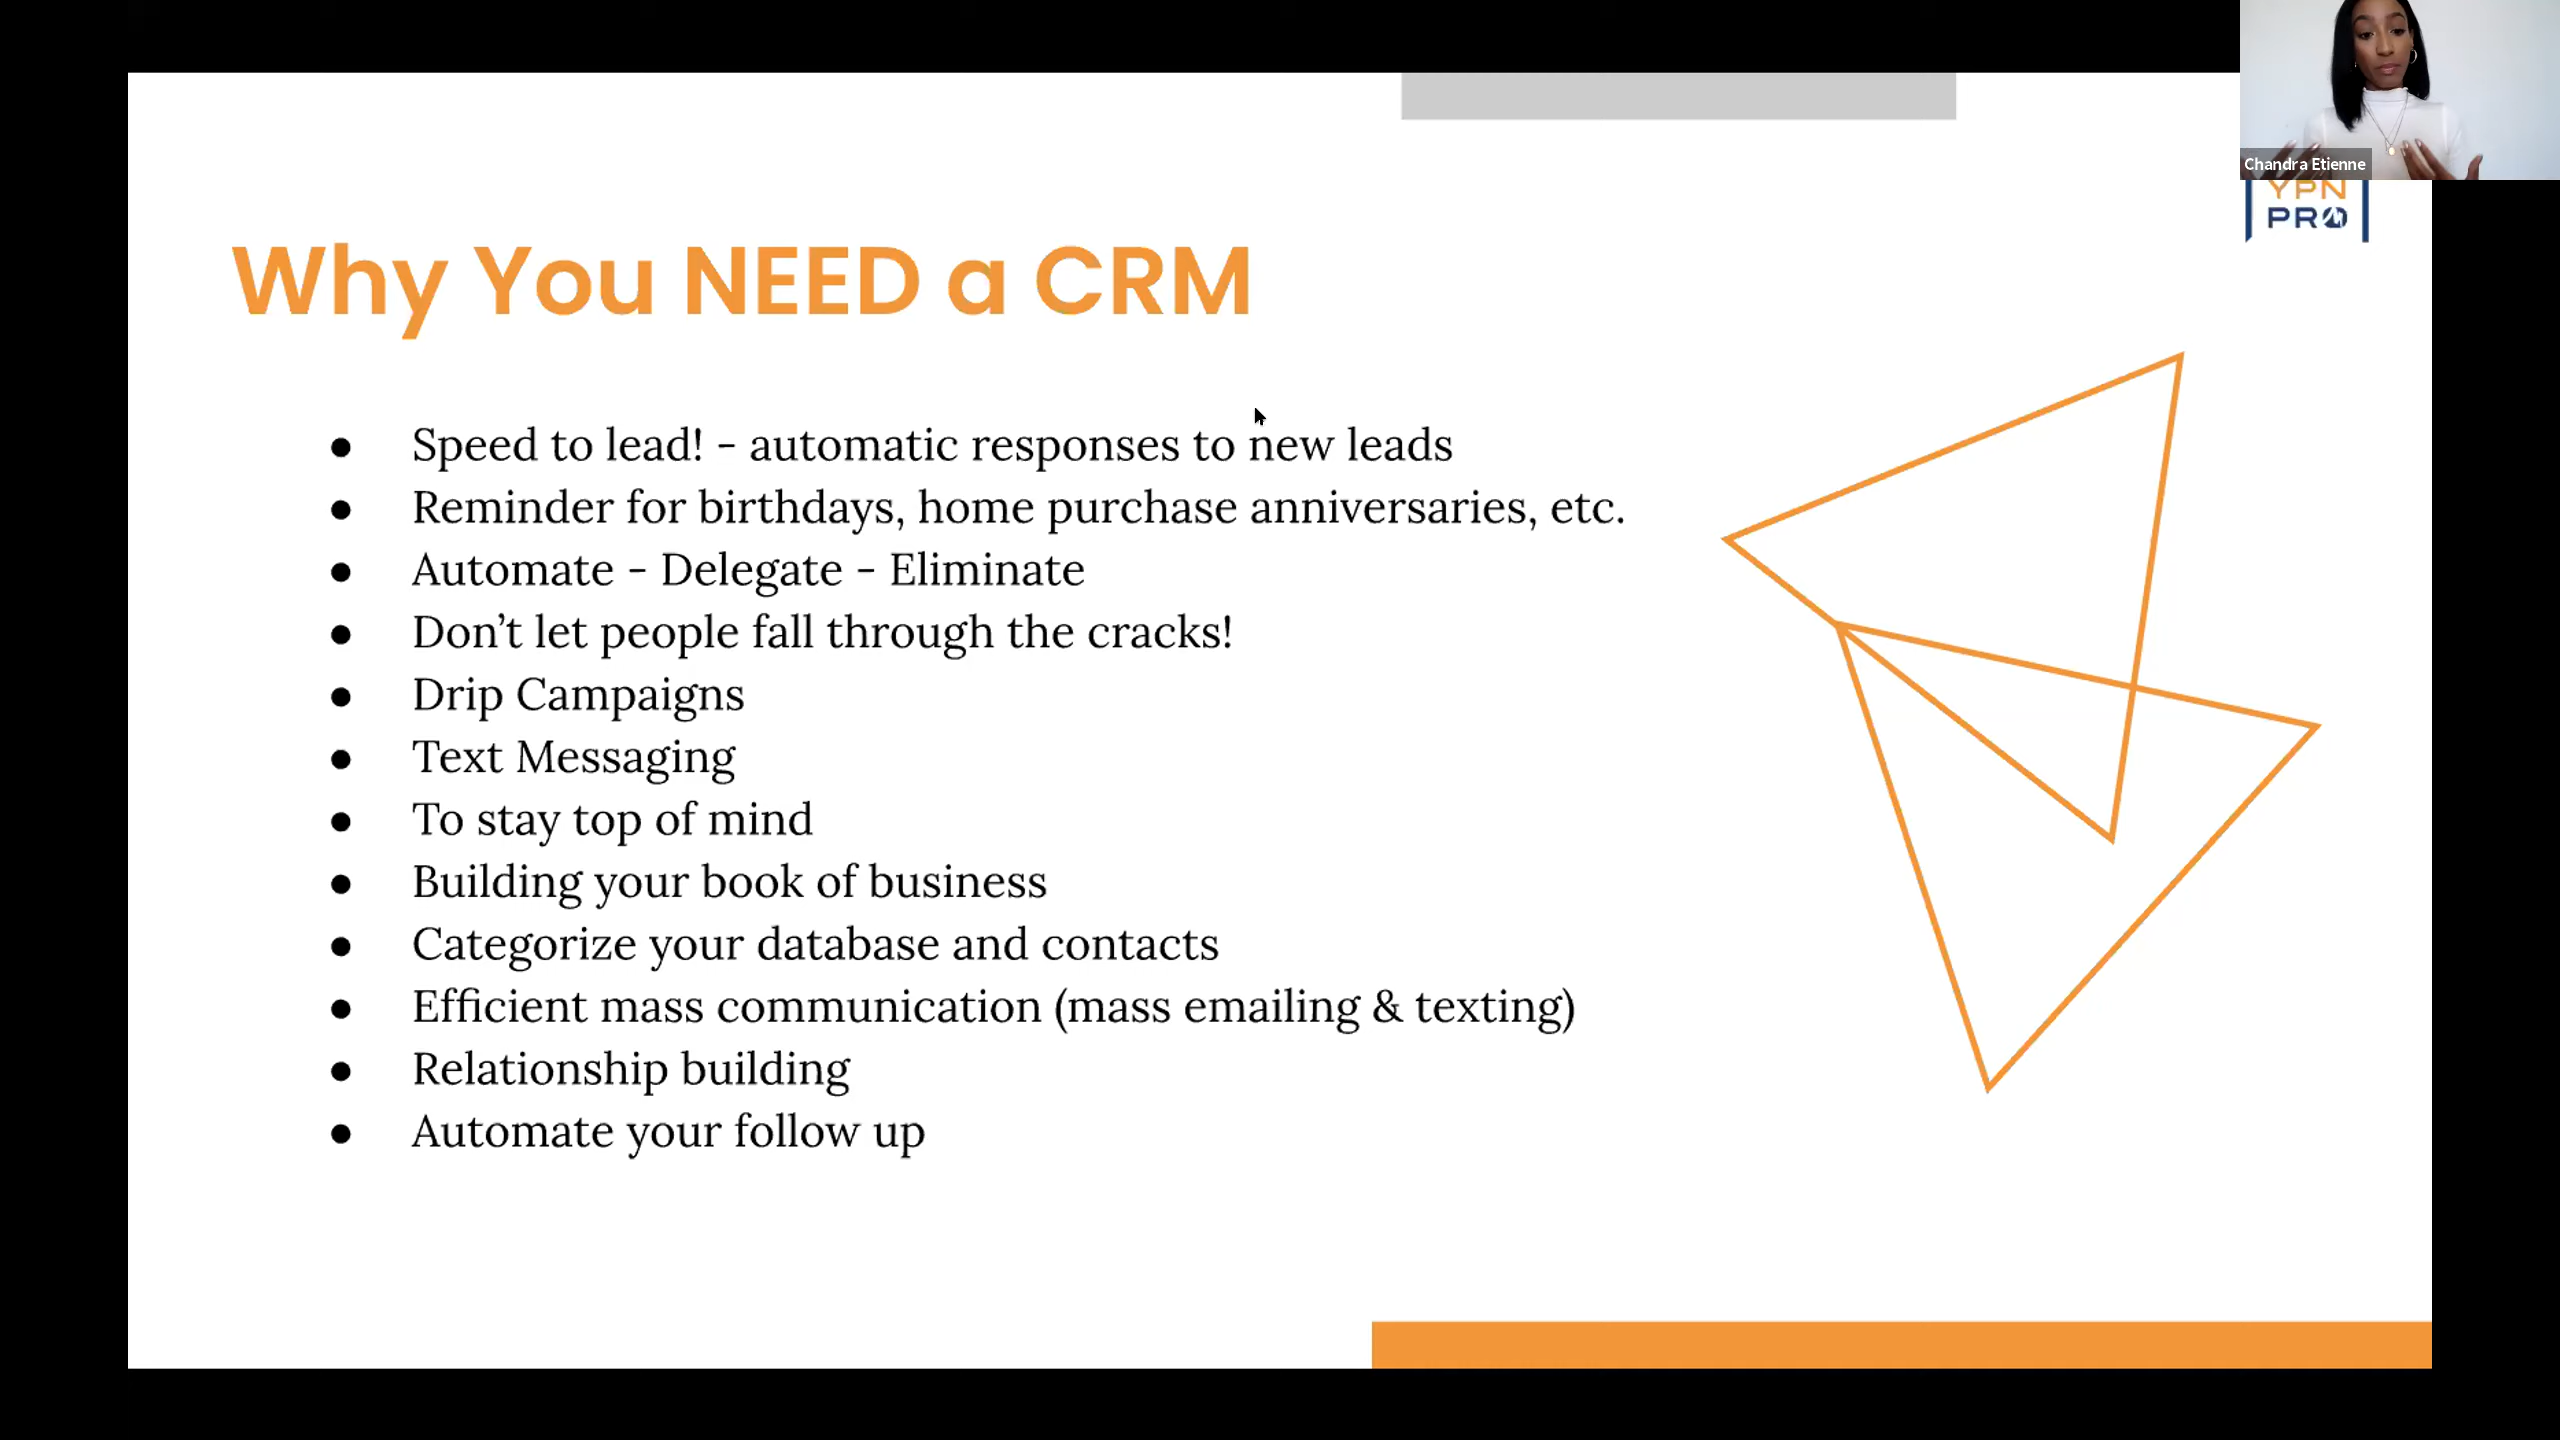 Chandra Etienne
YPN
PRO
Why You NEED a CRM
● Speed to lead! - automatic responses to new leads
● Reminder for birthdays, home purchase anniversaries, etc.
● Automate - Delegate - Eliminate
● Don’t let people fall through the cracks!
● Drip Campaigns
● Text Messaging
● To stay top of mind
● Building your book of business
● Categorize your database and contacts
● Efficient mass communication (mass emailing & texting)
● Relationship building
● Automate your follow up